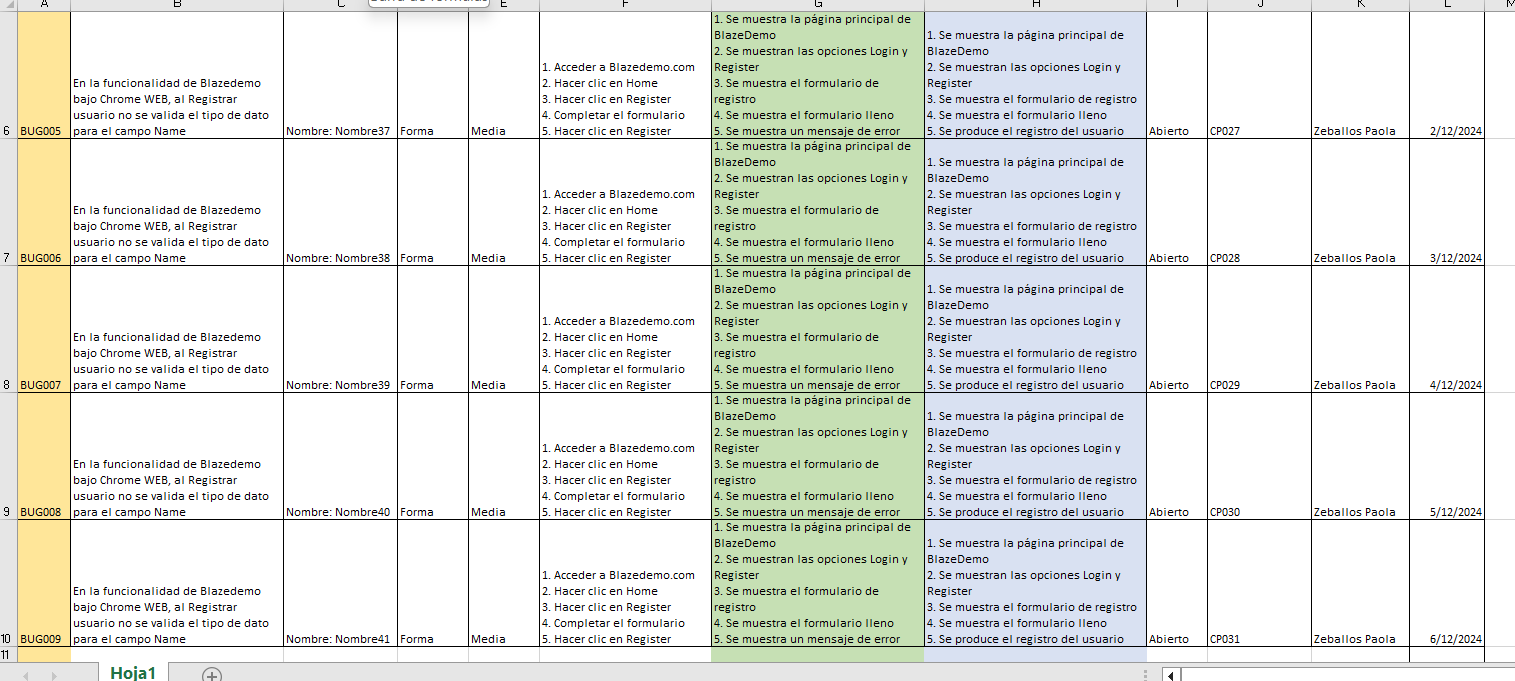 A B C E F G H I J K L M
1. Se muestra la página principal de
BlazeDemo
2. Se muestran las opciones Login y
Register
3. Se muestra el formulario de
registro
4. Se muestra el formulario lleno
5. Se muestra un mensaje de error
1. Se muestra la página principal de
BlazeDemo
2. Se muestran las opciones Login y
Register
3. Se muestra el formulario de registro
4. Se muestra el formulario lleno
5. Se produce el registro del usuario
1. Acceder a Blazedemo.com
2. Hacer clic en Home
3. Hacer clic en Register
4. Completar el formulario
5. Hacer clic en Register
En la funcionalidad de Blazedemo
bajo Chrome WEB, al Registrar
usuario no se valida el tipo de dato
para el campo Name
6 BUG005 Nombre: Nombre37 Forma Media Abierto CP027 Zeballos Paola 2/12/2024
1. Se muestra la página principal de
BlazeDemo
2. Se muestran las opciones Login y
Register
3. Se muestra el formulario de
registro
4. Se muestra el formulario lleno
5. Se muestra un mensaje de error
1. Se muestra la página principal de
BlazeDemo
2. Se muestran las opciones Login y
Register
3. Se muestra el formulario de registro
4. Se muestra el formulario lleno
5. Se produce el registro del usuario
1. Acceder a Blazedemo.com
2. Hacer clic en Home
3. Hacer clic en Register
4. Completar el formulario
5. Hacer clic en Register
En la funcionalidad de Blazedemo
bajo Chrome WEB, al Registrar
usuario no se valida el tipo de dato
para el campo Name
7 BUG006 Nombre: Nombre38 Forma Media Abierto CP028 Zeballos Paola 3/12/2024
1. Se muestra la página principal de
BlazeDemo
2. Se muestran las opciones Login y
Register
3. Se muestra el formulario de
registro
4. Se muestra el formulario lleno
5. Se muestra un mensaje de error
1. Se muestra la página principal de
BlazeDemo
2. Se muestran las opciones Login y
Register
3. Se muestra el formulario de registro
4. Se muestra el formulario lleno
5. Se produce el registro del usuario
1. Acceder a Blazedemo.com
2. Hacer clic en Home
3. Hacer clic en Register
4. Completar el formulario
5. Hacer clic en Register
En la funcionalidad de Blazedemo
bajo Chrome WEB, al Registrar
usuario no se valida el tipo de dato
para el campo Name
8 BUG007 Nombre: Nombre39 Forma Media Abierto CP029 Zeballos Paola 4/12/2024
1. Se muestra la página principal de
BlazeDemo
2. Se muestran las opciones Login y
Register
3. Se muestra el formulario de
registro
4. Se muestra el formulario lleno
5. Se muestra un mensaje de error
1. Se muestra la página principal de
BlazeDemo
2. Se muestran las opciones Login y
Register
3. Se muestra el formulario de registro
4. Se muestra el formulario lleno
5. Se produce el registro del usuario
1. Acceder a Blazedemo.com
2. Hacer clic en Home
3. Hacer clic en Register
4. Completar el formulario
5. Hacer clic en Register
En la funcionalidad de Blazedemo
bajo Chrome WEB, al Registrar
usuario no se valida el tipo de dato
para el campo Name
9 BUG008 Nombre: Nombre40 Forma Media Abierto CP030 Zeballos Paola 5/12/2024
1. Se muestra la página principal de
BlazeDemo
2. Se muestran las opciones Login y
Register
3. Se muestra el formulario de
registro
4. Se muestra el formulario lleno
5. Se muestra un mensaje de error
1. Se muestra la página principal de
BlazeDemo
2. Se muestran las opciones Login y
Register
3. Se muestra el formulario de registro
4. Se muestra el formulario lleno
5. Se produce el registro del usuario
1. Acceder a Blazedemo.com
2. Hacer clic en Home
3. Hacer clic en Register
4. Completar el formulario
5. Hacer clic en Register
En la funcionalidad de Blazedemo
bajo Chrome WEB, al Registrar
usuario no se valida el tipo de dato
para el campo Name
10 BUG009 Nombre: Nombre41 Forma Media Abierto CP031 Zeballos Paola 6/12/2024
11
Hoja1